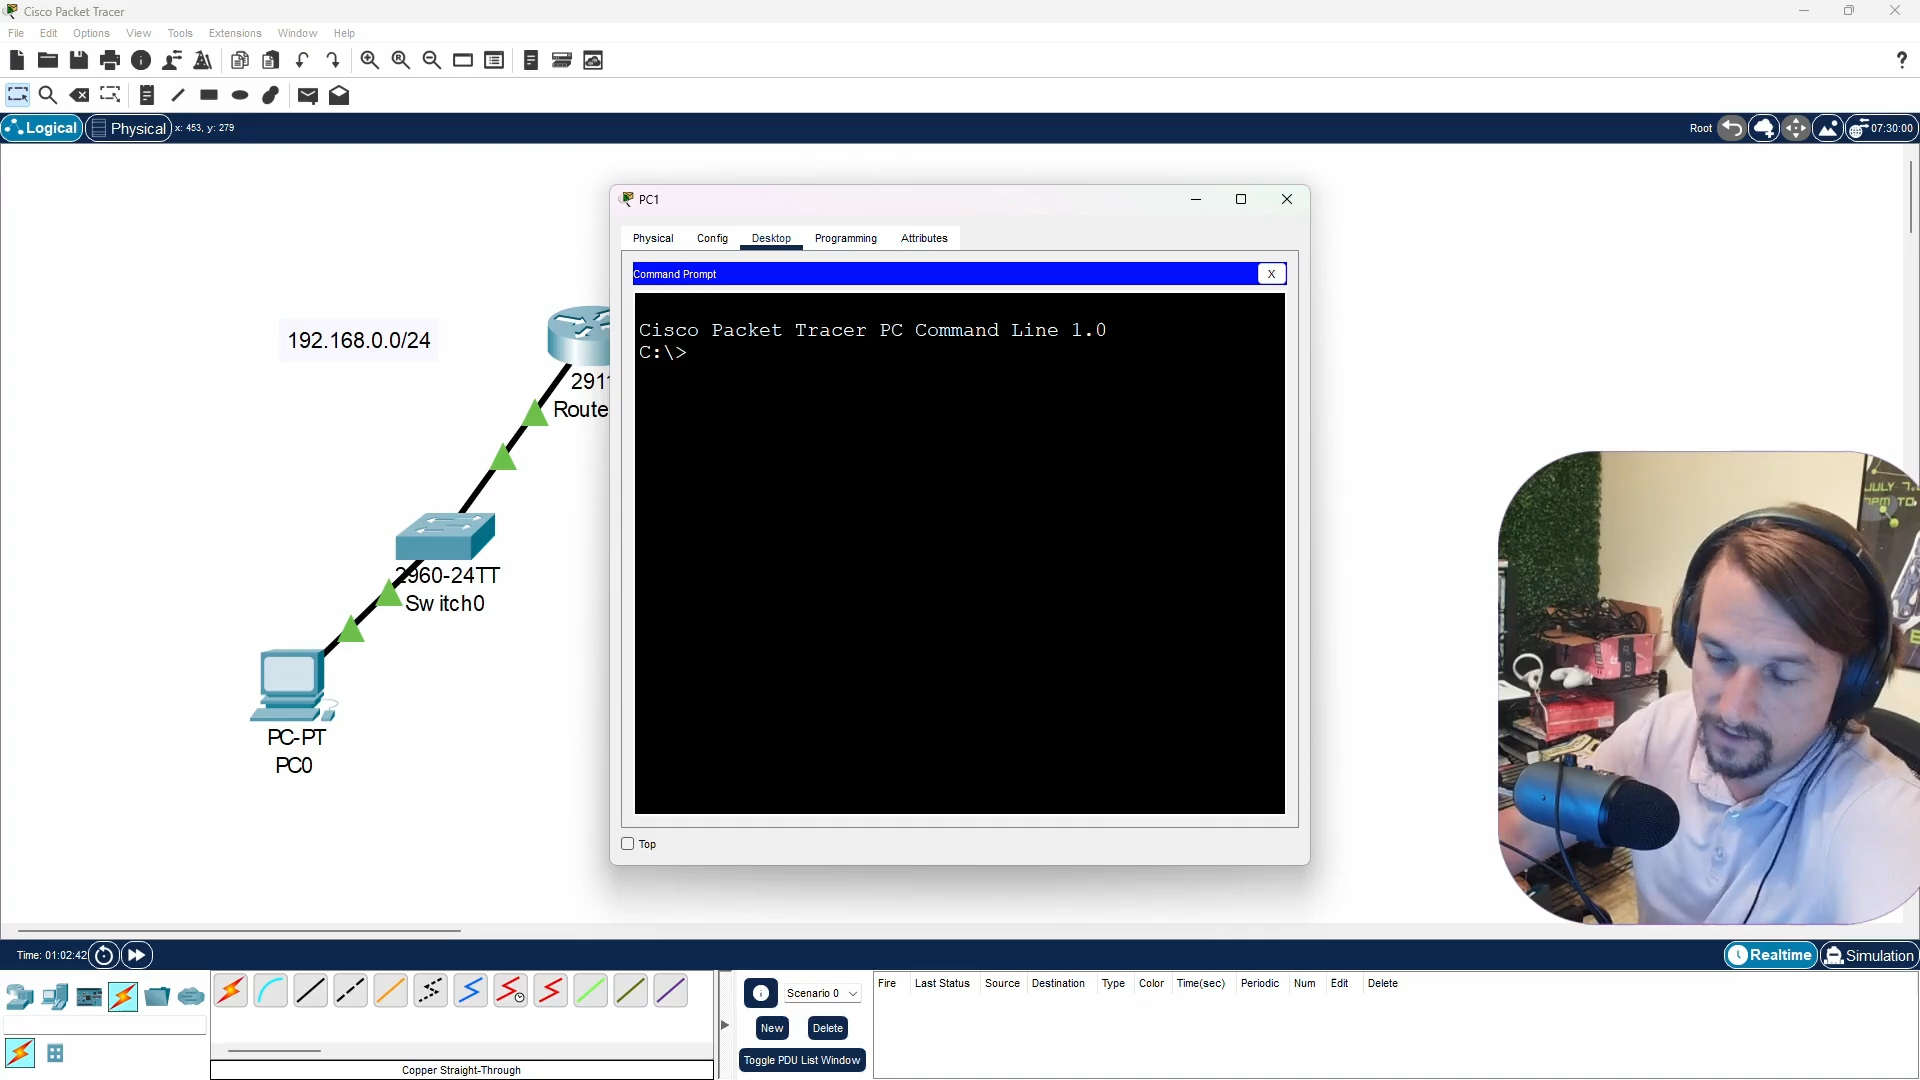 Cisco Packet Tracer
File Edit Options View Tools Extensions Window Help
?
Logical Physical x: 453, y: 279 Root 07:30:00
PC1
Physical Config Desktop Programming Attributes
Command Prompt X
Cisco Packet Tracer PC Command Line 1.0
C:\>
192.168.0.0/24
2911
Route
2960-24TT
Switch0
PC-PT
PC0
Top
JULY 7
Time: 01:02:42 Realtime Simulation
Scenario 0
New Delete
Toggle PDU List Window
Fire Last Status Source Destination Type Color Time(sec) Periodic Num Edit Delete
Copper Straight-Through